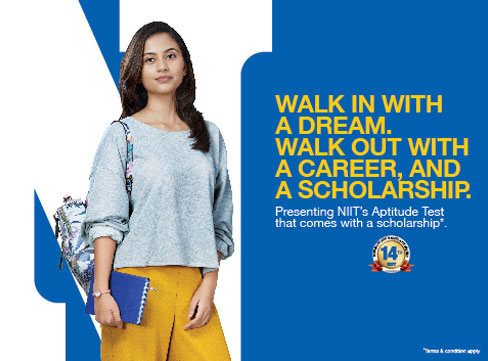 WALK IN WITH
A DREAM.
WALK OUT WITH
A CAREER, AND
A SCHOLARSHIP.
Presenting NIIT's Aptitude Test
that comes with a scholarship*.
14
*Terms & condition apply